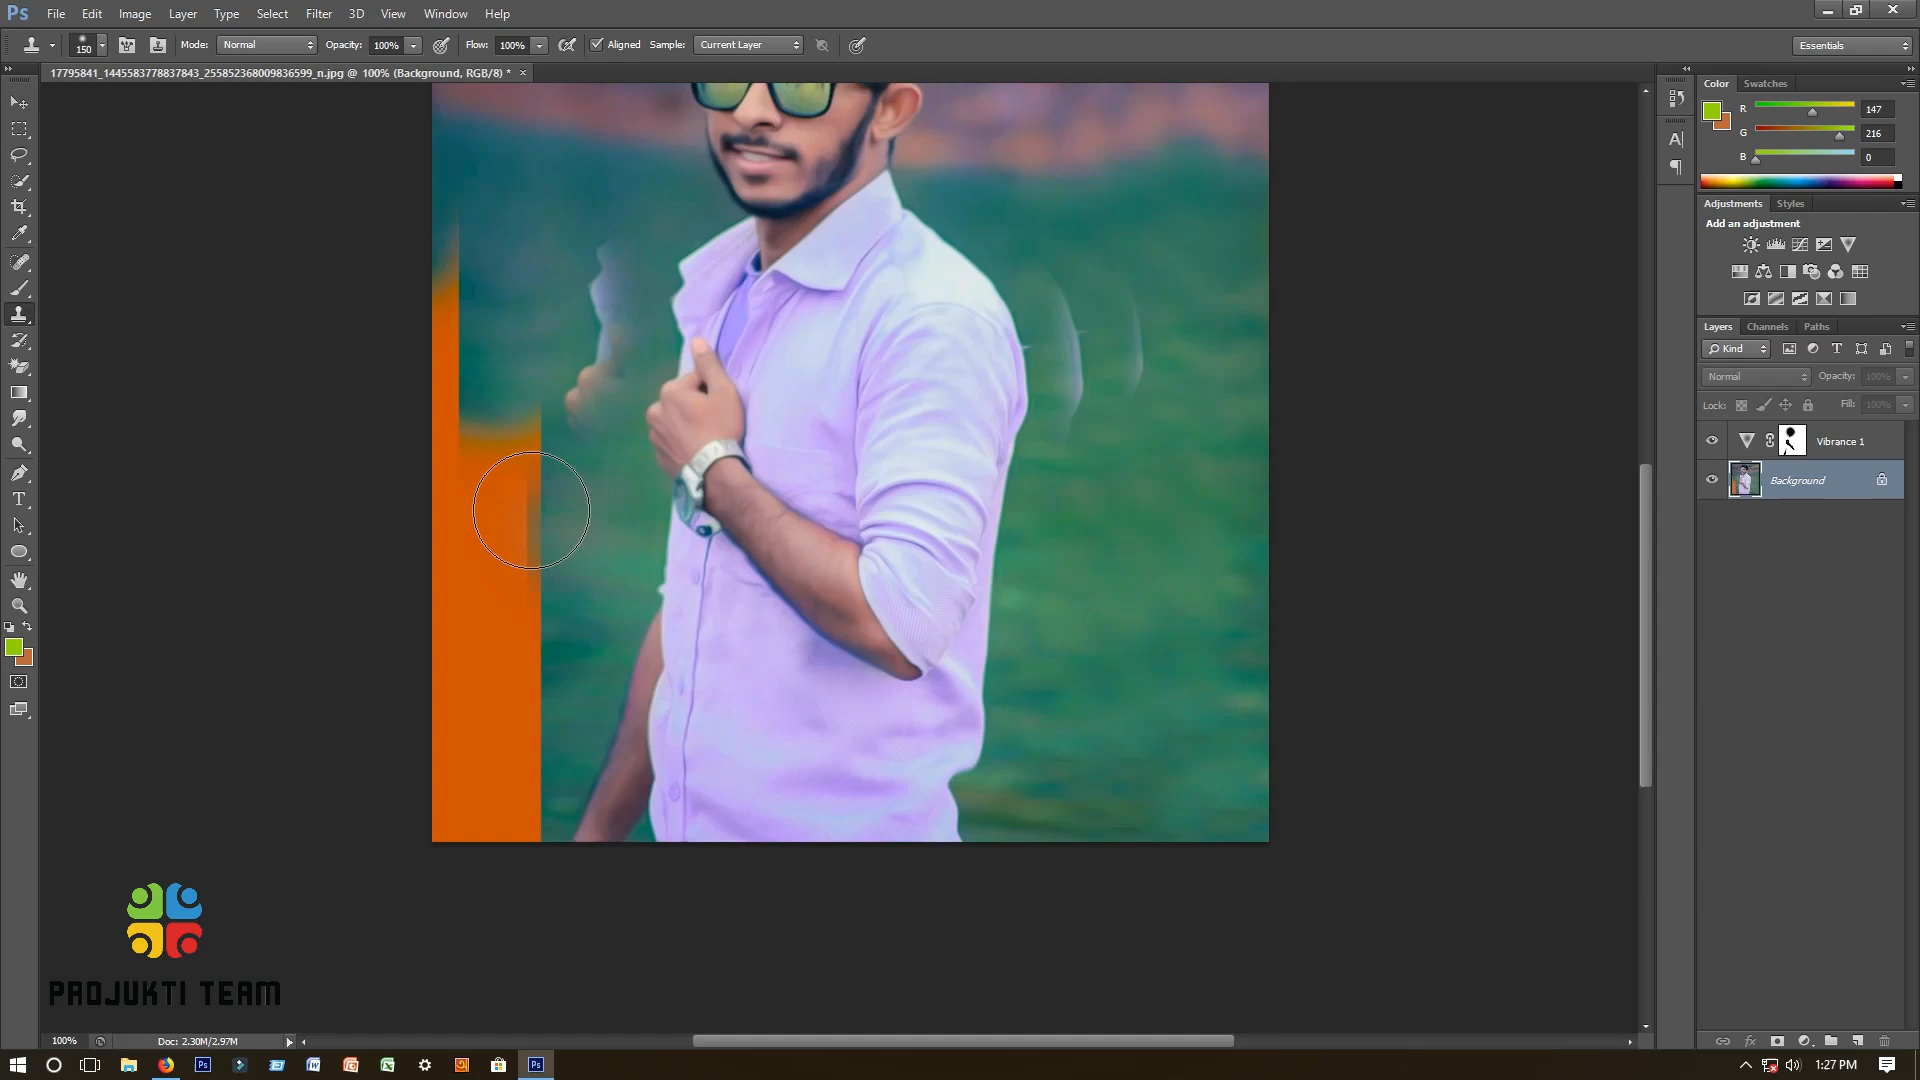 Ps File Edit Image Layer Type Select Filter 3D View Window Help
150 Mode: Normal Opacity: 100% Flow: 100% Aligned Sample: Current Layer Essentials
17795841_1445583778837843_255852368009836599_n.jpg @ 100% (Background, RGB/8) * ×
Color Swatches
R 147
G 216
B 0
Adjustments Styles
Add an adjustment
Layers Channels Paths
Kind
Normal Opacity: 100%
Lock: Fill: 100%
Vibrance 1
Background
PROJUKTI TEAM
100% Doc: 2.30M/2.97M
1:27 PM